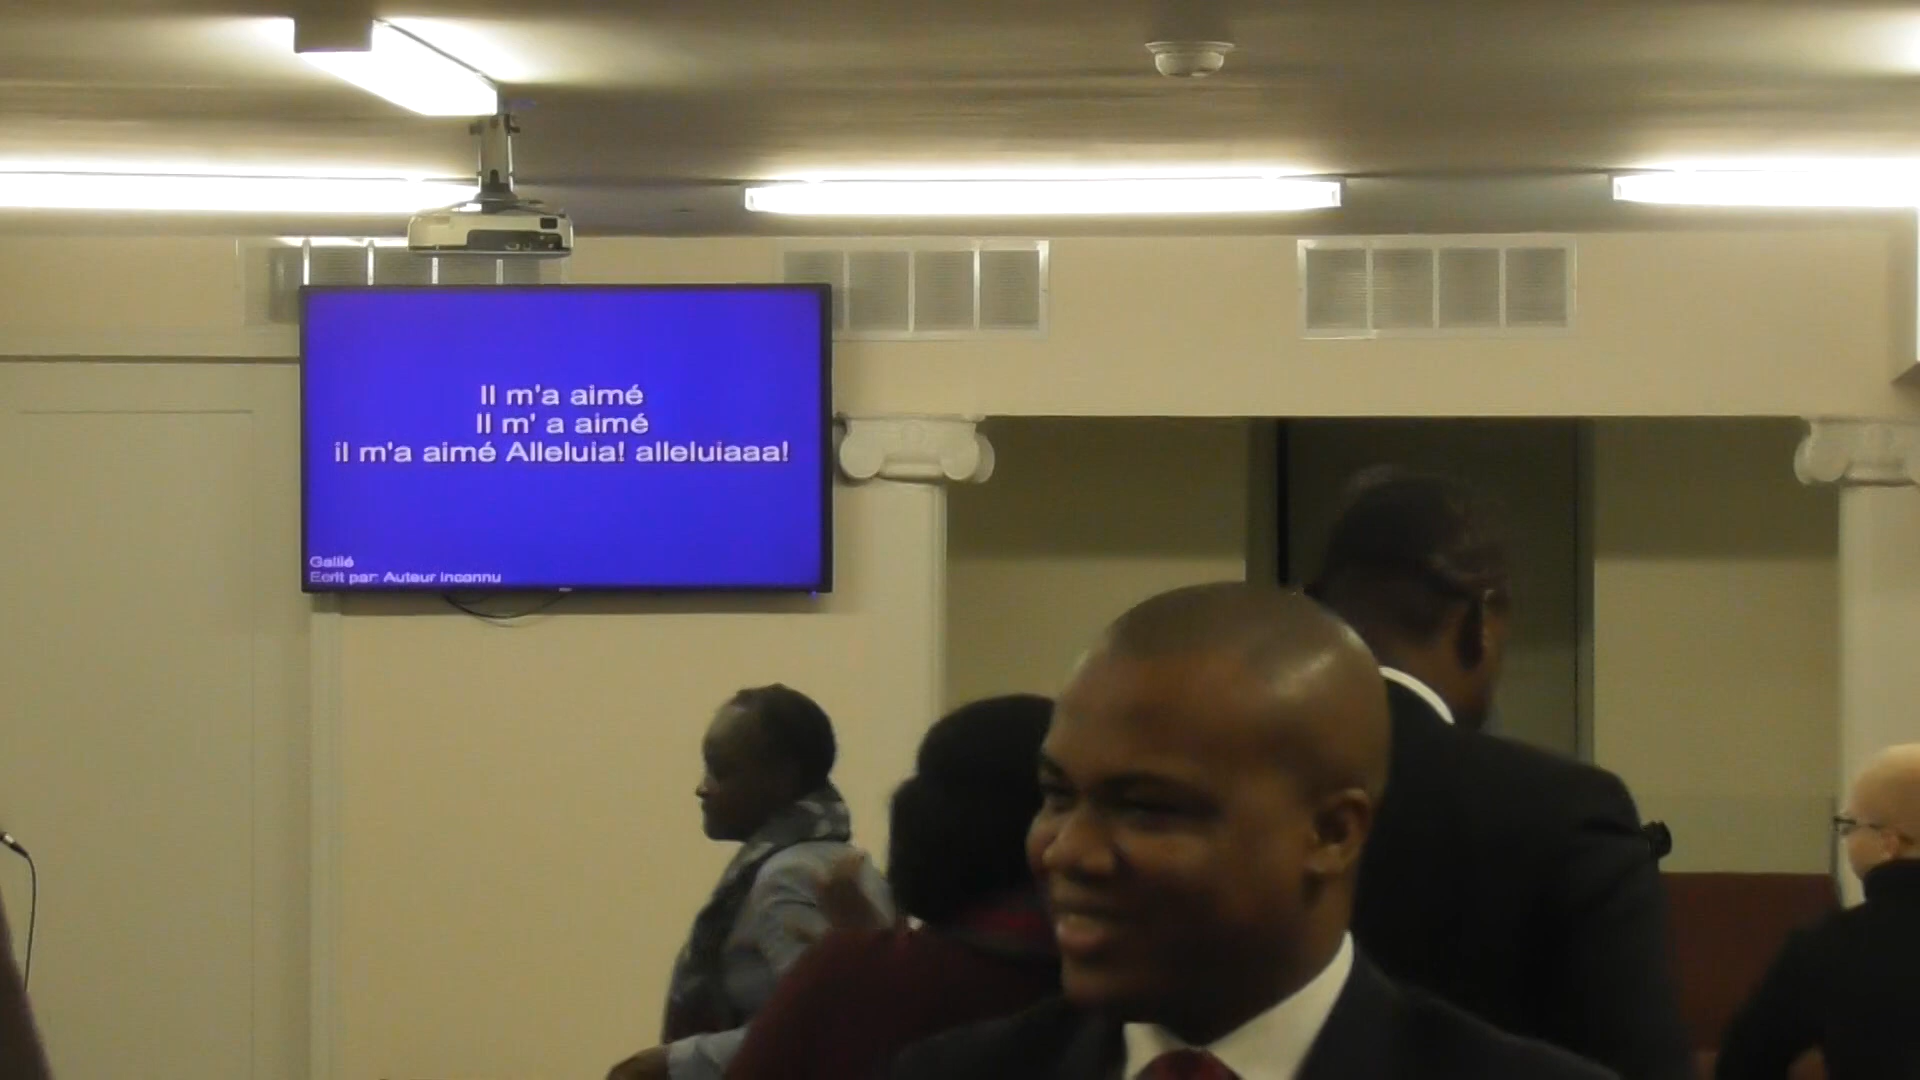 Il m'a aimé
Il m' a aimé
il m'a aimé Alleluia! alleluiaaa!
Galilé
Ecrit par: Auteur inconnu